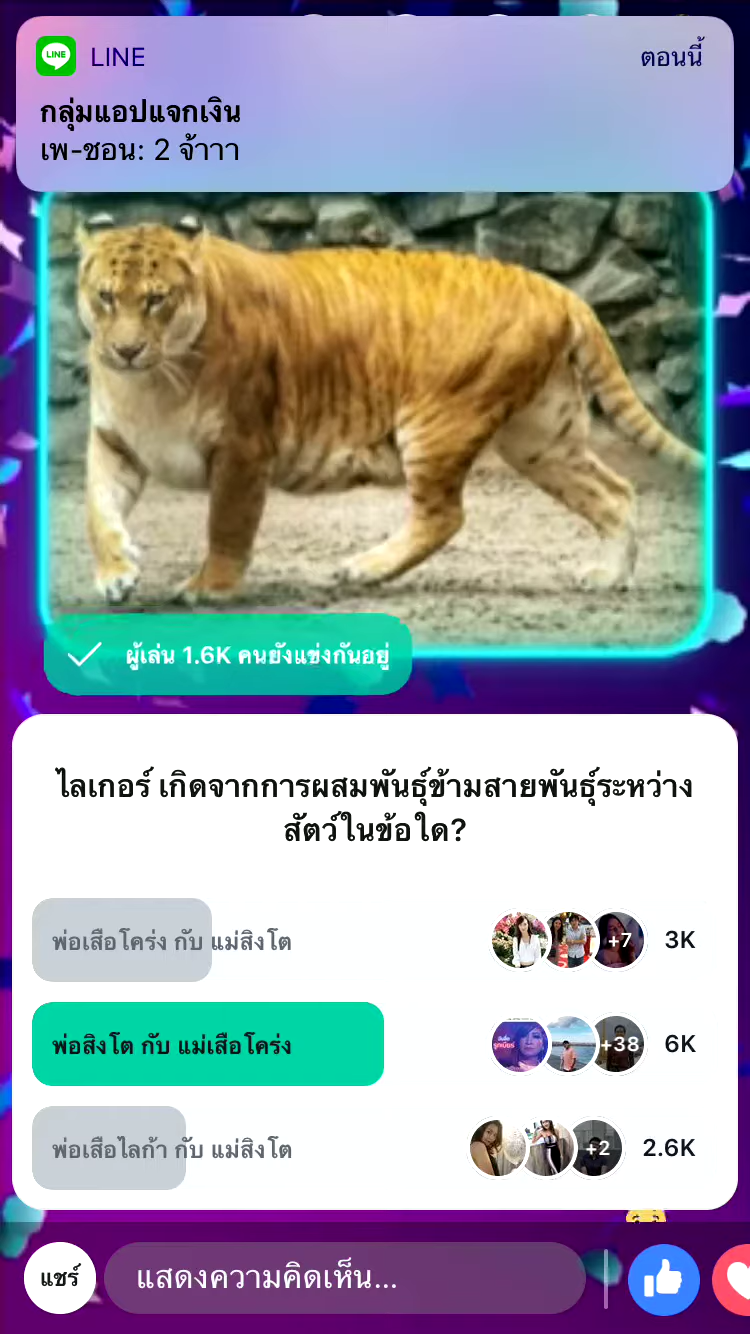 LINE
LINE
ตอนนี้
กลุ่มแอปแจกเงิน
เพ-ชอน: 2 จ้าาา
ผู้เล่น 1.6K คนยังแข่งกันอยู่
ไลเกอร์ เกิดจากการผสมพันธุ์ข้ามสายพันธุ์ระหว่าง
สัตว์ในข้อใด?
พ่อเสือโคร่ง กับ แม่สิงโต
+7
3K
พ่อสิงโต กับ แม่เสือโคร่ง
+38
6K
พ่อเสือไลก้า กับ แม่สิงโต
+2
2.6K
แชร์
แสดงความคิดเห็น...